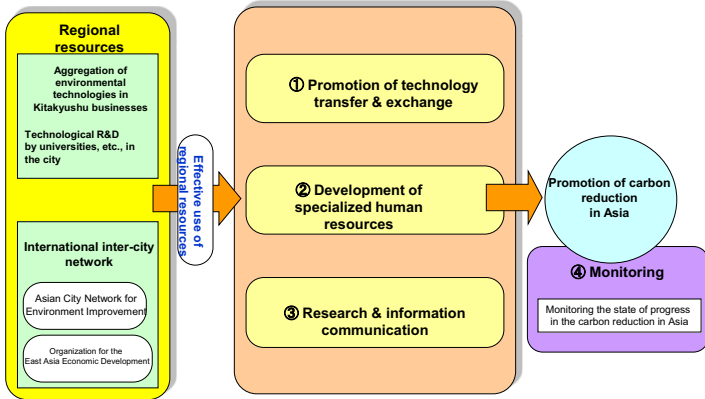 Regional
resources
Aggregation of
environmental
technologies in
Kitakyushu businesses
Technological R&D
by universities, etc., in
the city
International inter-city
network
Asian City Network for
Environment Improvement
Organization for the
East Asia Economic Development
Effective use of
regional resources
① Promotion of technology
transfer & exchange
② Development of
specialized human
resources
③ Research & information
communication
Promotion of carbon
reduction
in Asia
④ Monitoring
Monitoring the state of progress
in the carbon reduction in Asia